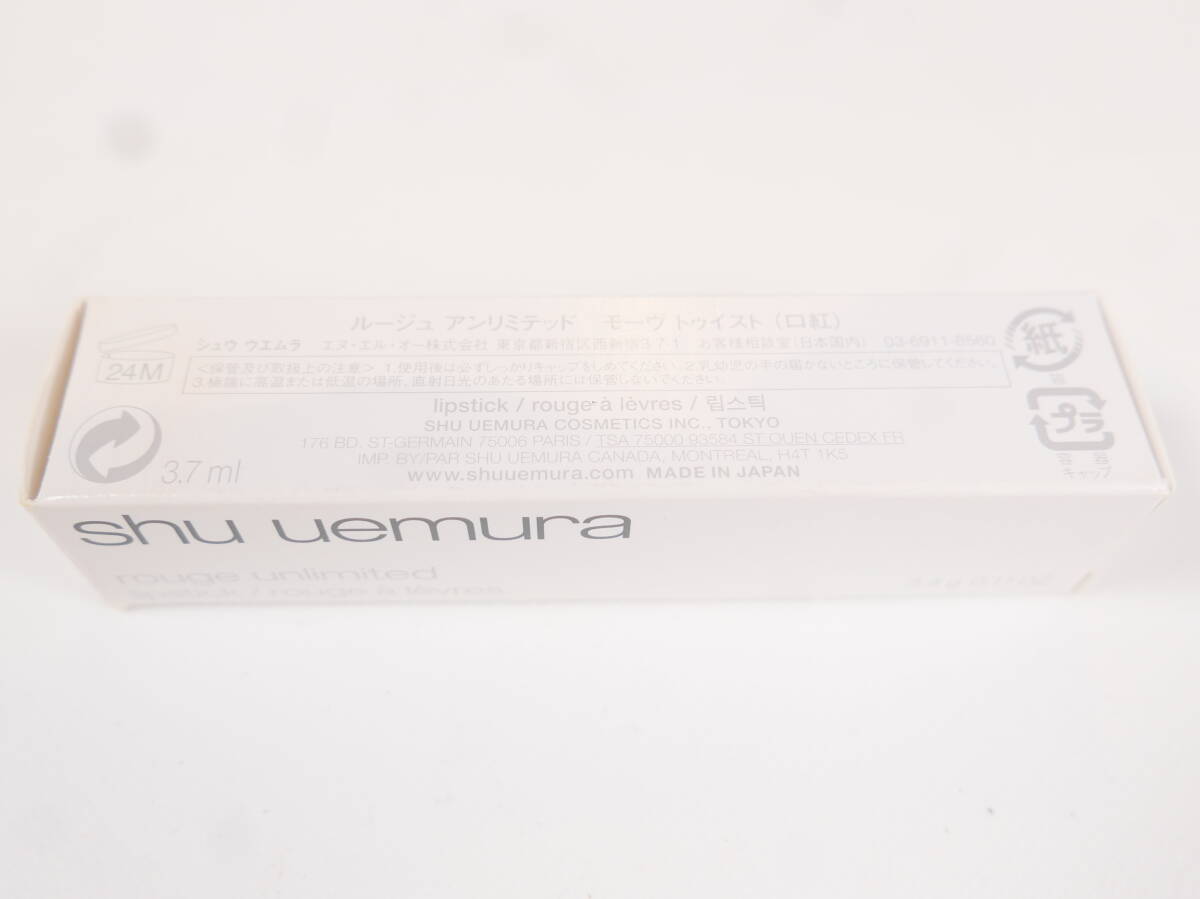 ルージュ アンリミテッド モーヴ トゥイスト（口紅）
シュウ ウエムラ エヌ･エル･オー株式会社 東京都新宿区西新宿3-7-1 お客様相談室(日本国内) 03-6911-8560
<保管及び取扱上の注意> 1.使用後は必ずしっかりキャップをしめてください。2.乳幼児の手の届かないところに保管してください。
3.極端に高温または低温の場所、直射日光のあたる場所には保管しないでください。
24M
紙
箱
lipstick / rouge à lèvres / 립스틱
SHU UEMURA COSMETICS INC., TOKYO
176 BD. ST-GERMAIN 75006 PARIS / TSA 75000-93584 ST OUEN CEDEX FR
IMP. BY/PAR SHU UEMURA CANADA, MONTREAL, H4T 1K5
www.shuuemura.com MADE IN JAPAN
3.7 ml
プラ
容器
キャップ
shu uemura
rouge unlimited
lipstick / rouge à lèvres